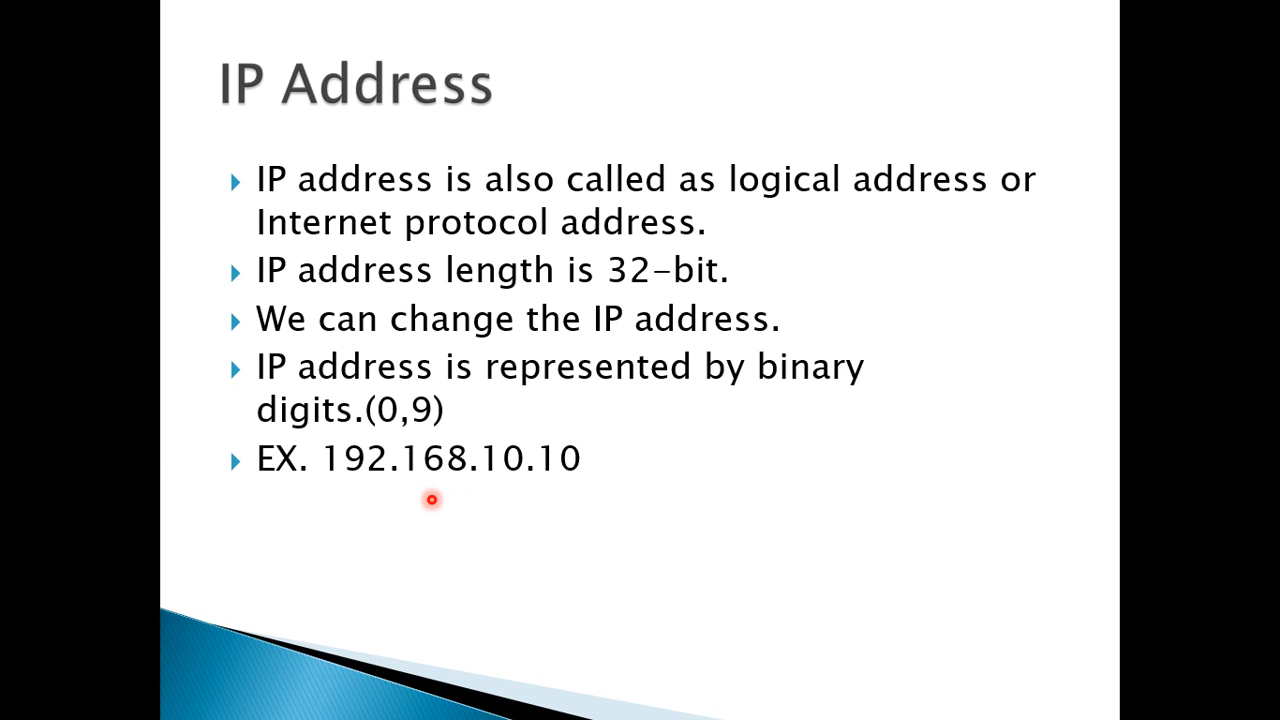 IP Address
IP address is also called as logical address or
Internet protocol address.
IP address length is 32-bit.
We can change the IP address.
IP address is represented by binary
digits.(0,9)
EX. 192.168.10.10